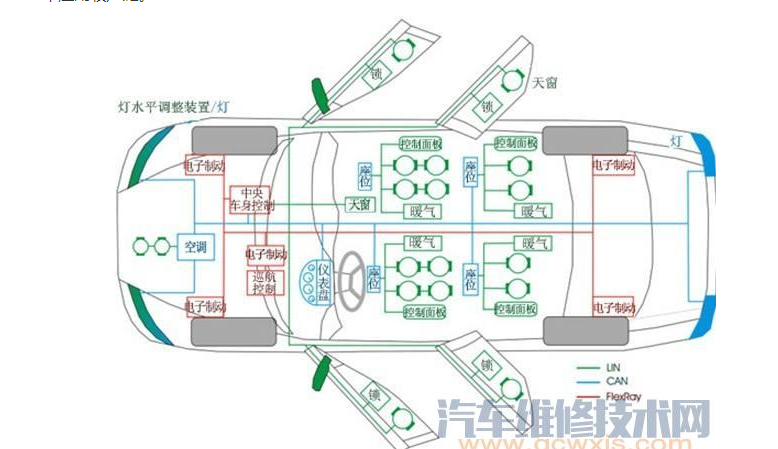 锁
锁
天窗
灯水平调整装置/灯
控制面板
控制面板
灯
电子制动
座位
座位
电子制动
中央
车身控制
天窗
暖气
暖气
空调
电子制动
暖气
暖气
巡航
控制
仪表盘
座位
座位
电子制动
控制面板
控制面板
电子制动
锁
锁
LIN
CAN
FlexRay
汽车维修技术网
www.qcwxjs.com